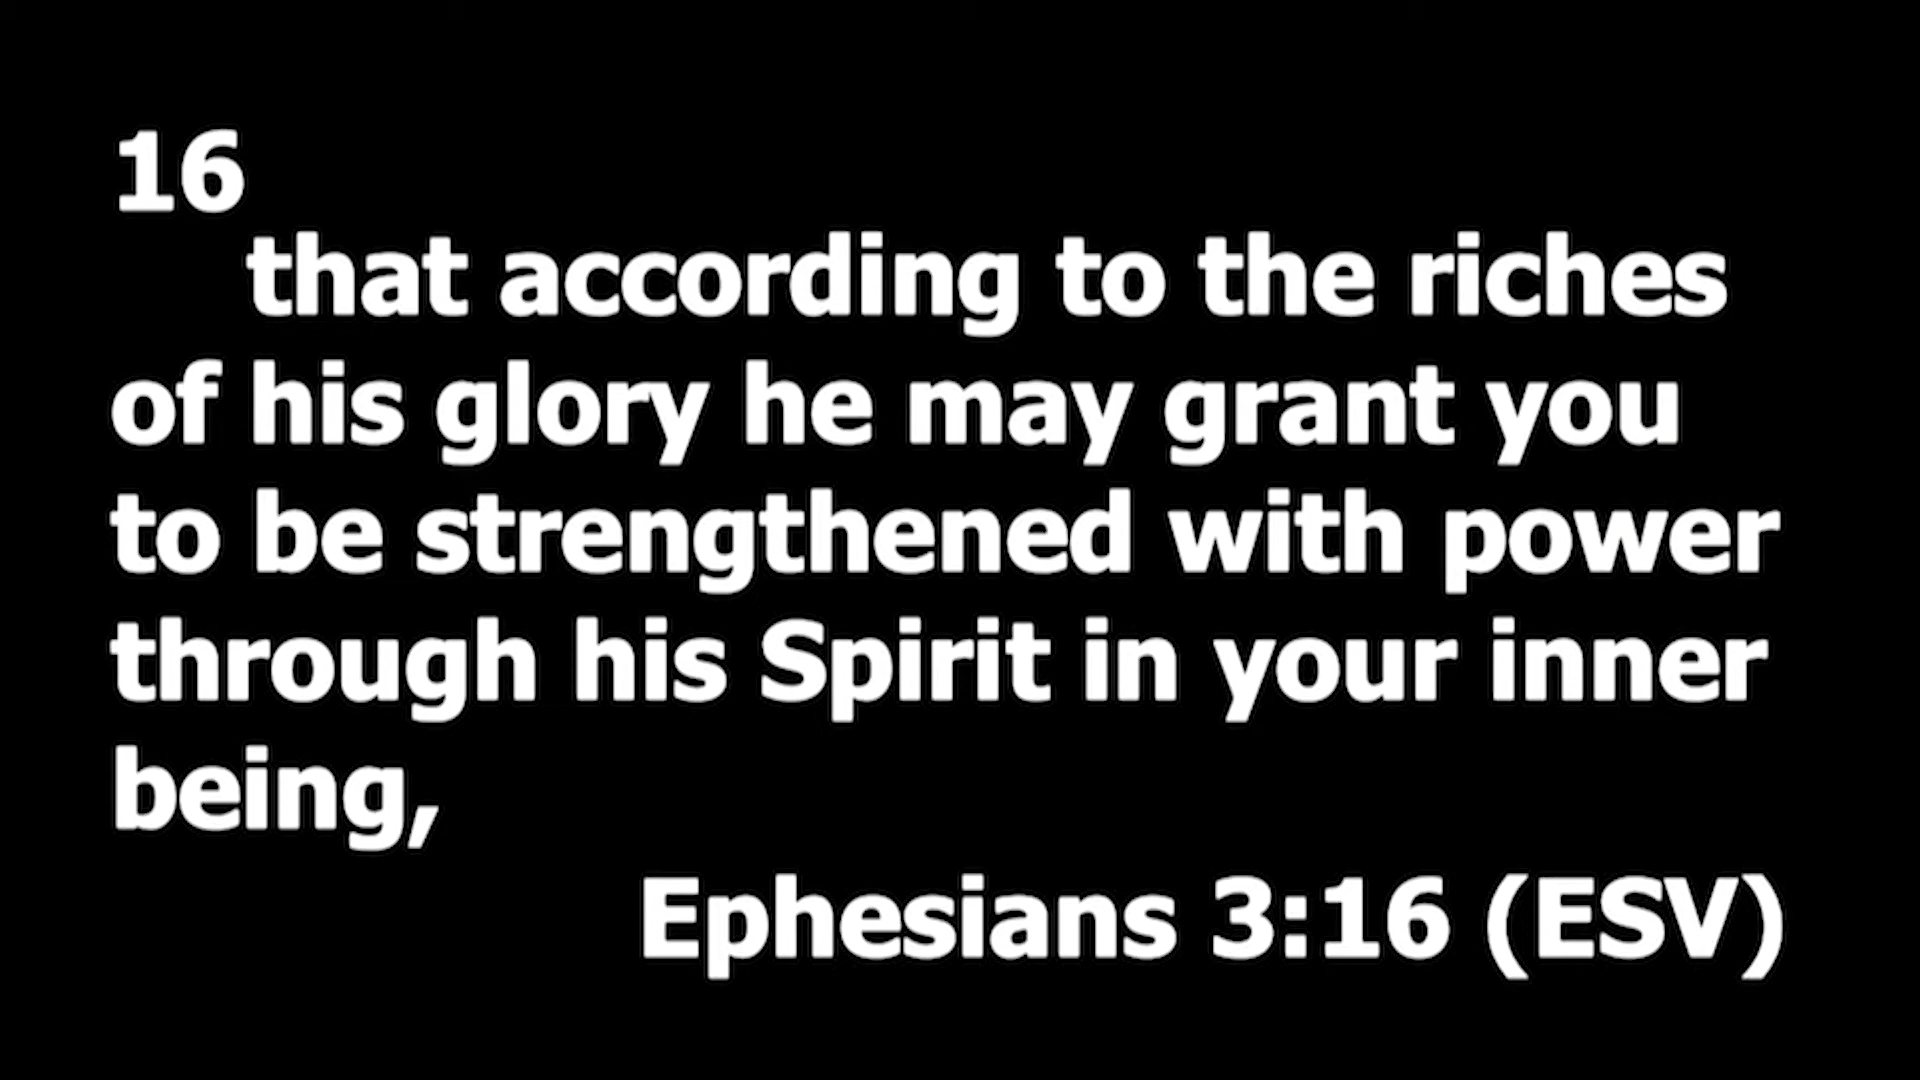 16
that according to the riches
of his glory he may grant you
to be strengthened with power
through his Spirit in your inner
being,
Ephesians 3:16 (ESV)